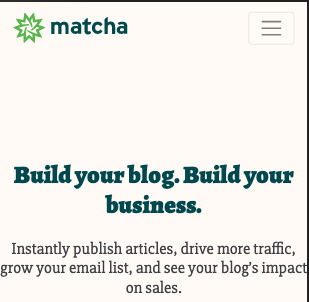 matcha
Build your blog. Build your
business.
Instantly publish articles, drive more traffic,
grow your email list, and see your blog's impact
on sales.